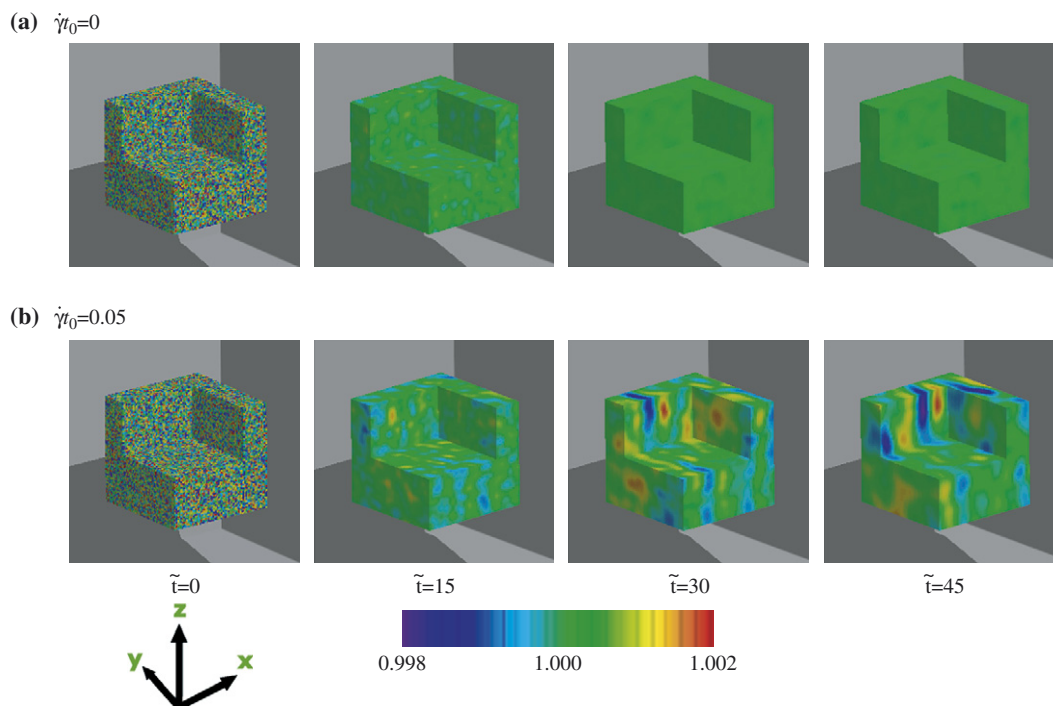 (a) γ̇t₀=0
(b) γ̇t₀=0.05
t̃=0 t̃=15 t̃=30 t̃=45
z
y x
0.998 1.000 1.002